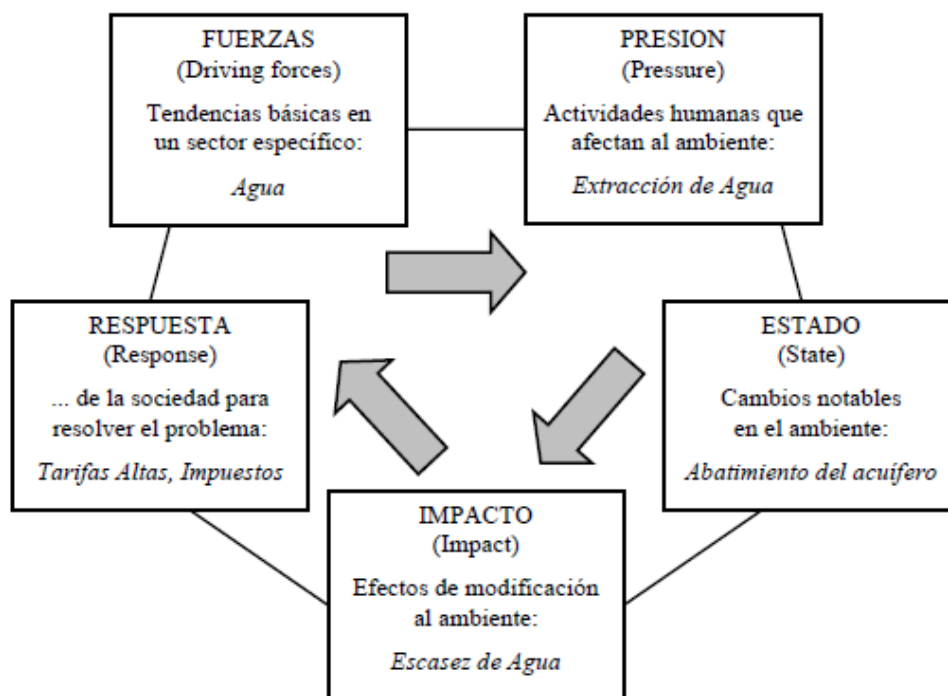 FUERZAS
(Driving forces)
Tendencias básicas en
un sector específico:
Agua
PRESION
(Pressure)
Actividades humanas que
afectan al ambiente:
Extracción de Agua
RESPUESTA
(Response)
... de la sociedad para
resolver el problema:
Tarifas Altas, Impuestos
ESTADO
(State)
Cambios notables
en el ambiente:
Abatimiento del acuífero
IMPACTO
(Impact)
Efectos de modificación
al ambiente:
Escasez de Agua